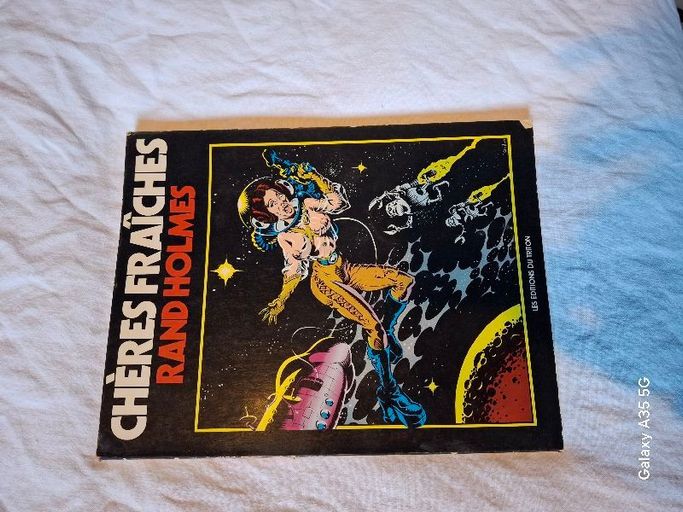 CHÈRES FRAÎCHES
RAND HOLMES
LES EDITIONS DU TRITON
Galaxy A35 5G